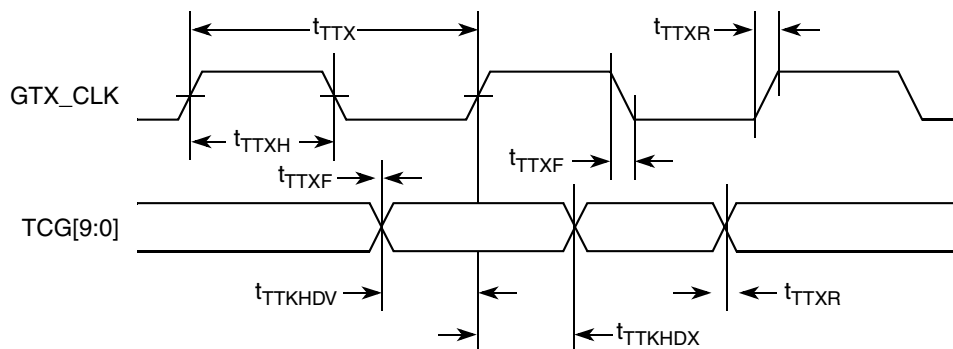 tTTX
tTTXR
GTX_CLK
tTTXH
tTTXF
tTTXF
TCG[9:0]
tTTKHDV
tTTXR
tTTKHDX